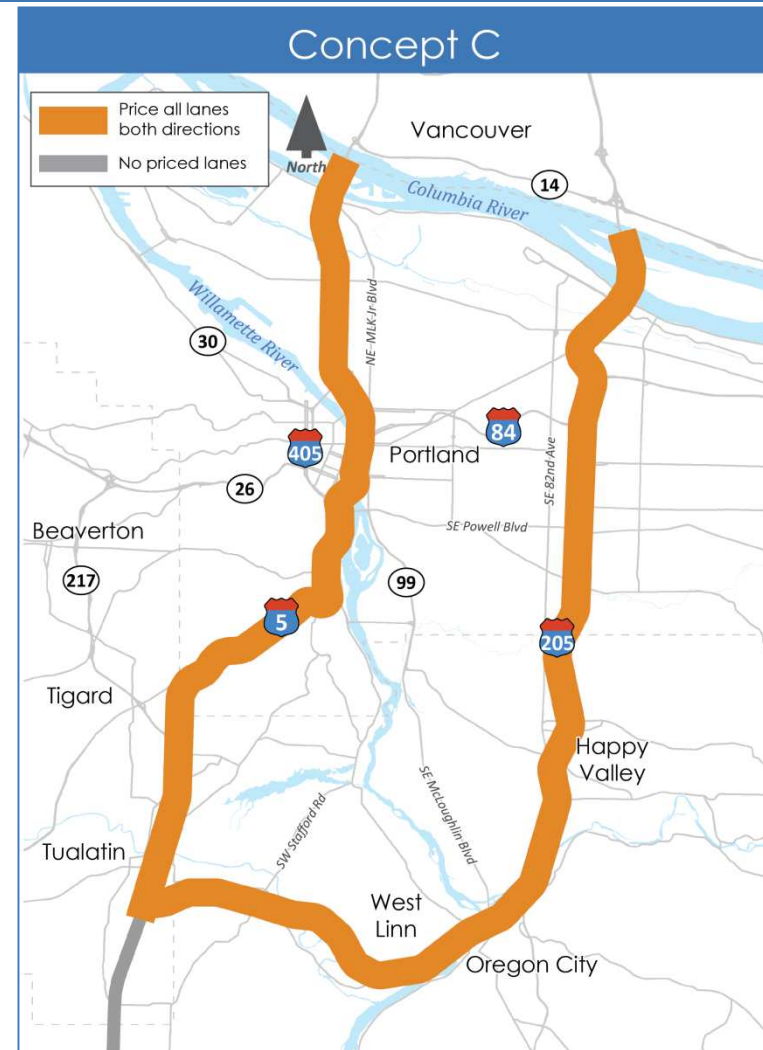 Concept C
Price all lanes
both directions
No priced lanes
North
Vancouver
14
Columbia River
NE MLK Jr Blvd
Willamette River
30
84
405
Portland
SE 82nd Ave
26
SE Powell Blvd
Beaverton
217
99
5
205
Tigard
Happy
Valley
SE McLoughlin Blvd
SW Stafford Rd
Tualatin
West
Linn
Oregon City